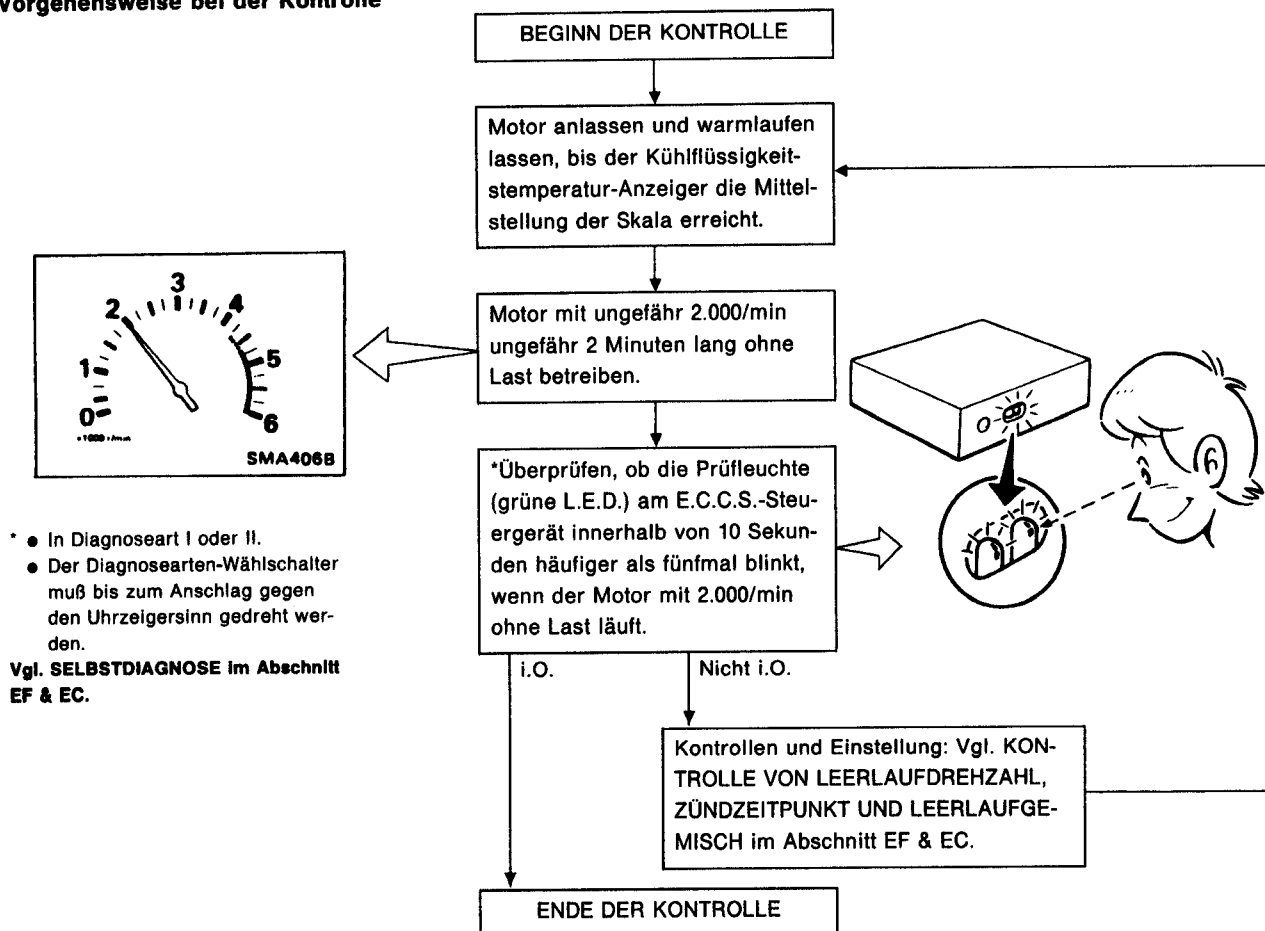 Vorgehensweise bei der Kontrolle
BEGINN DER KONTROLLE
Motor anlassen und warmlaufen
lassen, bis der Kühlflüssigkeit-
stemperatur-Anzeiger die Mittel-
stellung der Skala erreicht.
Motor mit ungefähr 2.000/min
ungefähr 2 Minuten lang ohne
Last betreiben.
0
1
2
3
4
5
6
×1000 r/min
SMA406B
*Überprüfen, ob die Prüfleuchte
(grüne L.E.D.) am E.C.C.S.-Steu-
ergerät innerhalb von 10 Sekun-
den häufiger als fünfmal blinkt,
wenn der Motor mit 2.000/min
ohne Last läuft.
* ● In Diagnoseart I oder II.
● Der Diagnosearten-Wählschalter
muß bis zum Anschlag gegen
den Uhrzeigersinn gedreht wer-
den.
Vgl. SELBSTDIAGNOSE im Abschnitt
EF & EC.
i.O.
Nicht i.O.
Kontrollen und Einstellung: Vgl. KON-
TROLLE VON LEERLAUFDREHZAHL,
ZÜNDZEITPUNKT UND LEERLAUFGE-
MISCH im Abschnitt EF & EC.
ENDE DER KONTROLLE